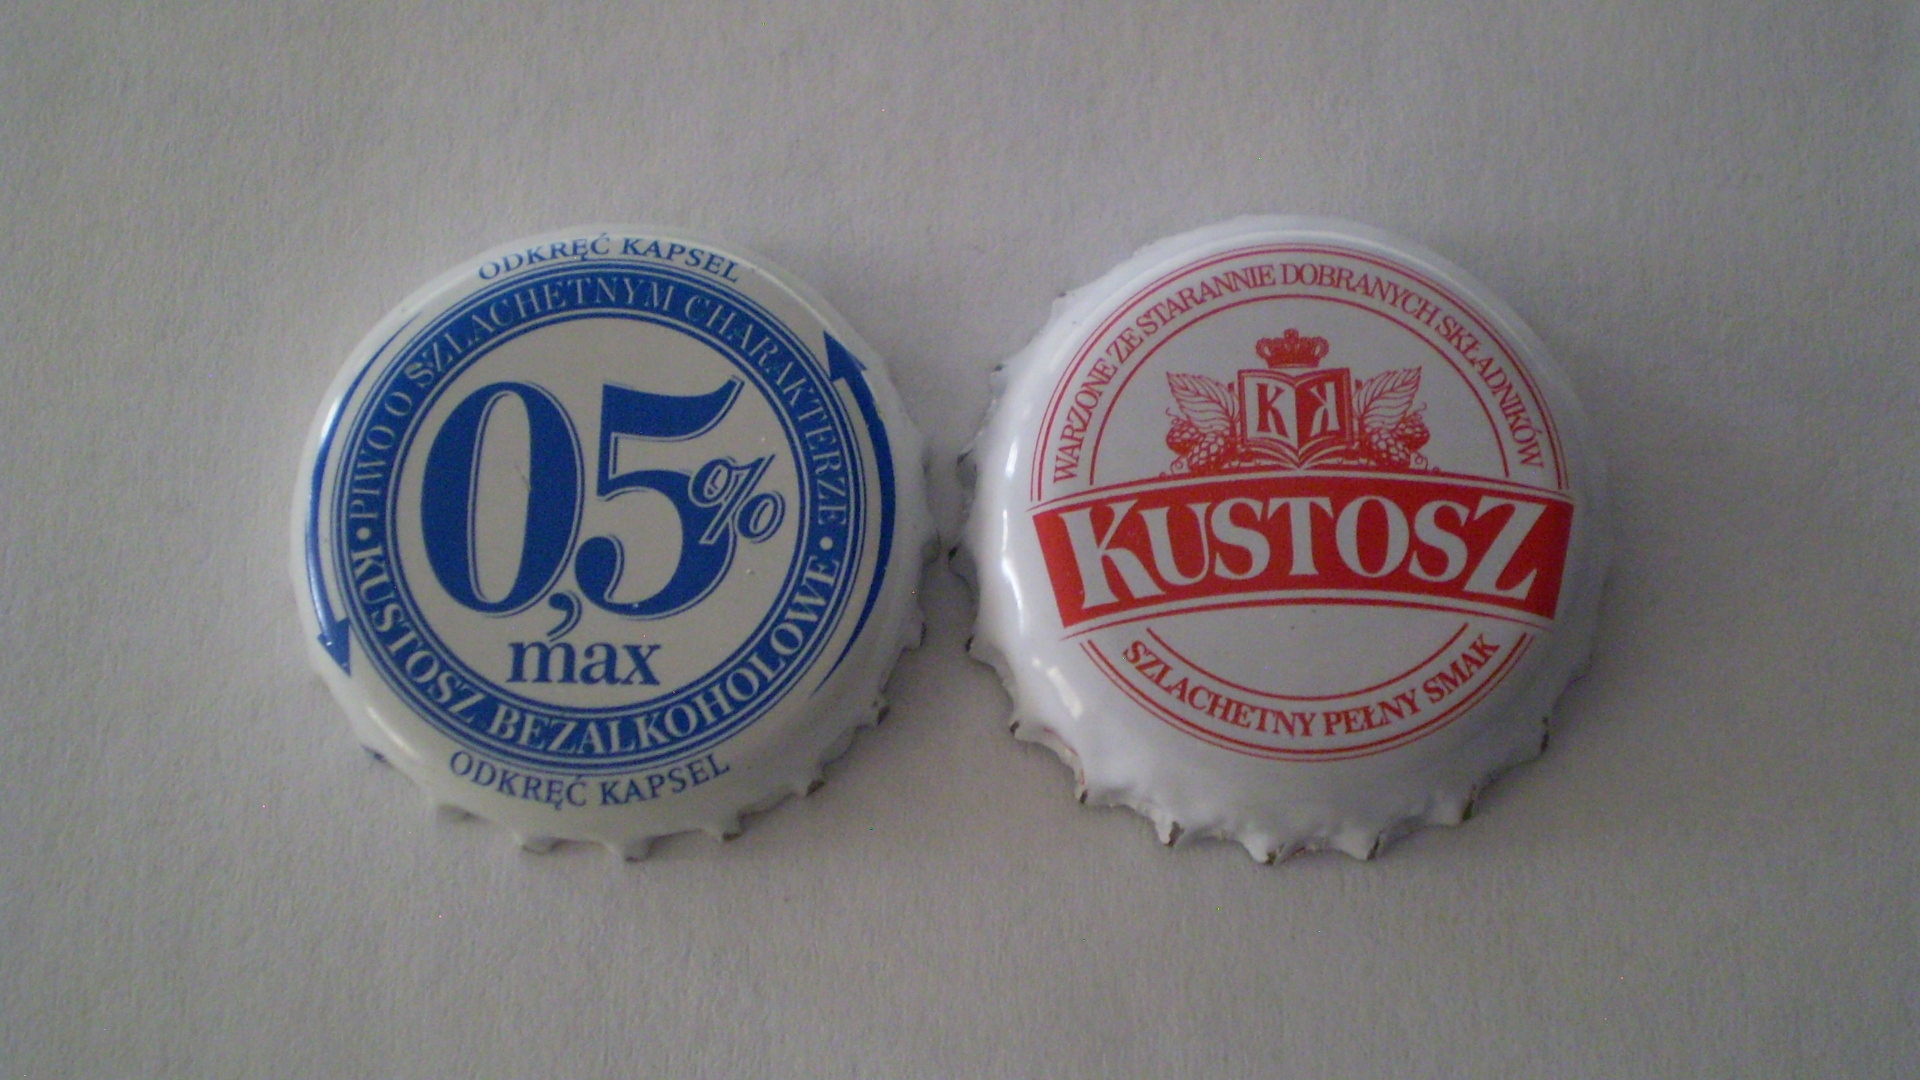 ODKRĘĆ KAPSEL
PIWO O SZLACHETNYM CHARAKTERZE
0,5%
max
• KUSTOSZ BEZALKOHOLOWE •
ODKRĘĆ KAPSEL
WARZONE ZE STARANNIE DOBRANYCH SKŁADNIKÓW
K K
KUSTOSZ
SZLACHETNY PEŁNY SMAK